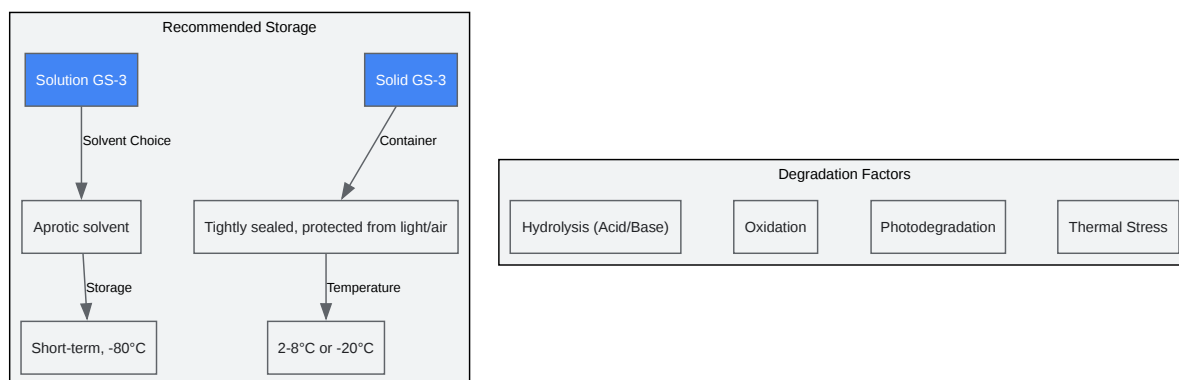 Recommended Storage
Solution GS-3
Solid GS-3
Solvent Choice
Container
Aprotic solvent
Tightly sealed, protected from light/air
Storage
Temperature
Short-term, -80°C
2-8°C or -20°C
Degradation Factors
Hydrolysis (Acid/Base)
Oxidation
Photodegradation
Thermal Stress